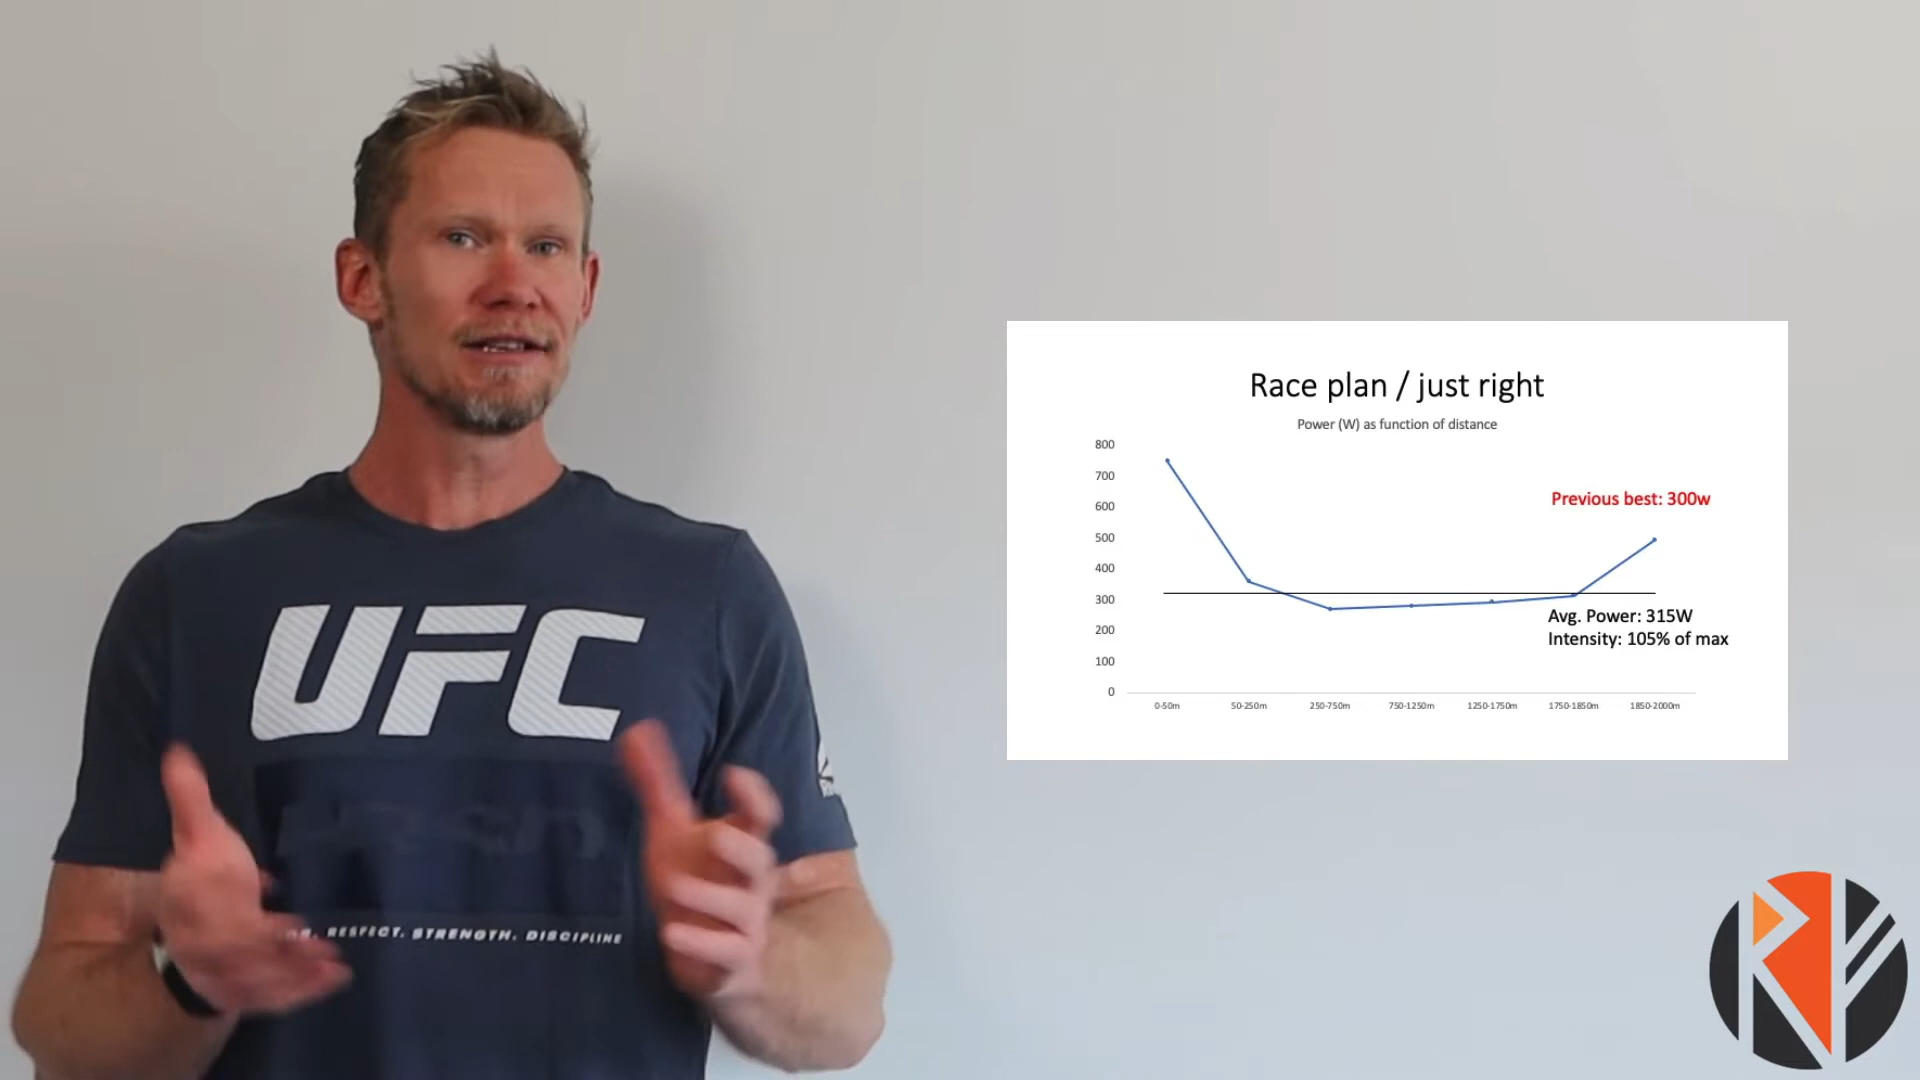 UFC
RESPECT. STRENGTH. DISCIPLINE
Race plan / just right
Power (W) as function of distance
800
700
600
500
400
300
200
100
0
0-50m
50-250m
250-750m
750-1250m
1250-1750m
1750-1850m
1850-2000m
Previous best: 300w
Avg. Power: 315W
Intensity: 105% of max
RF